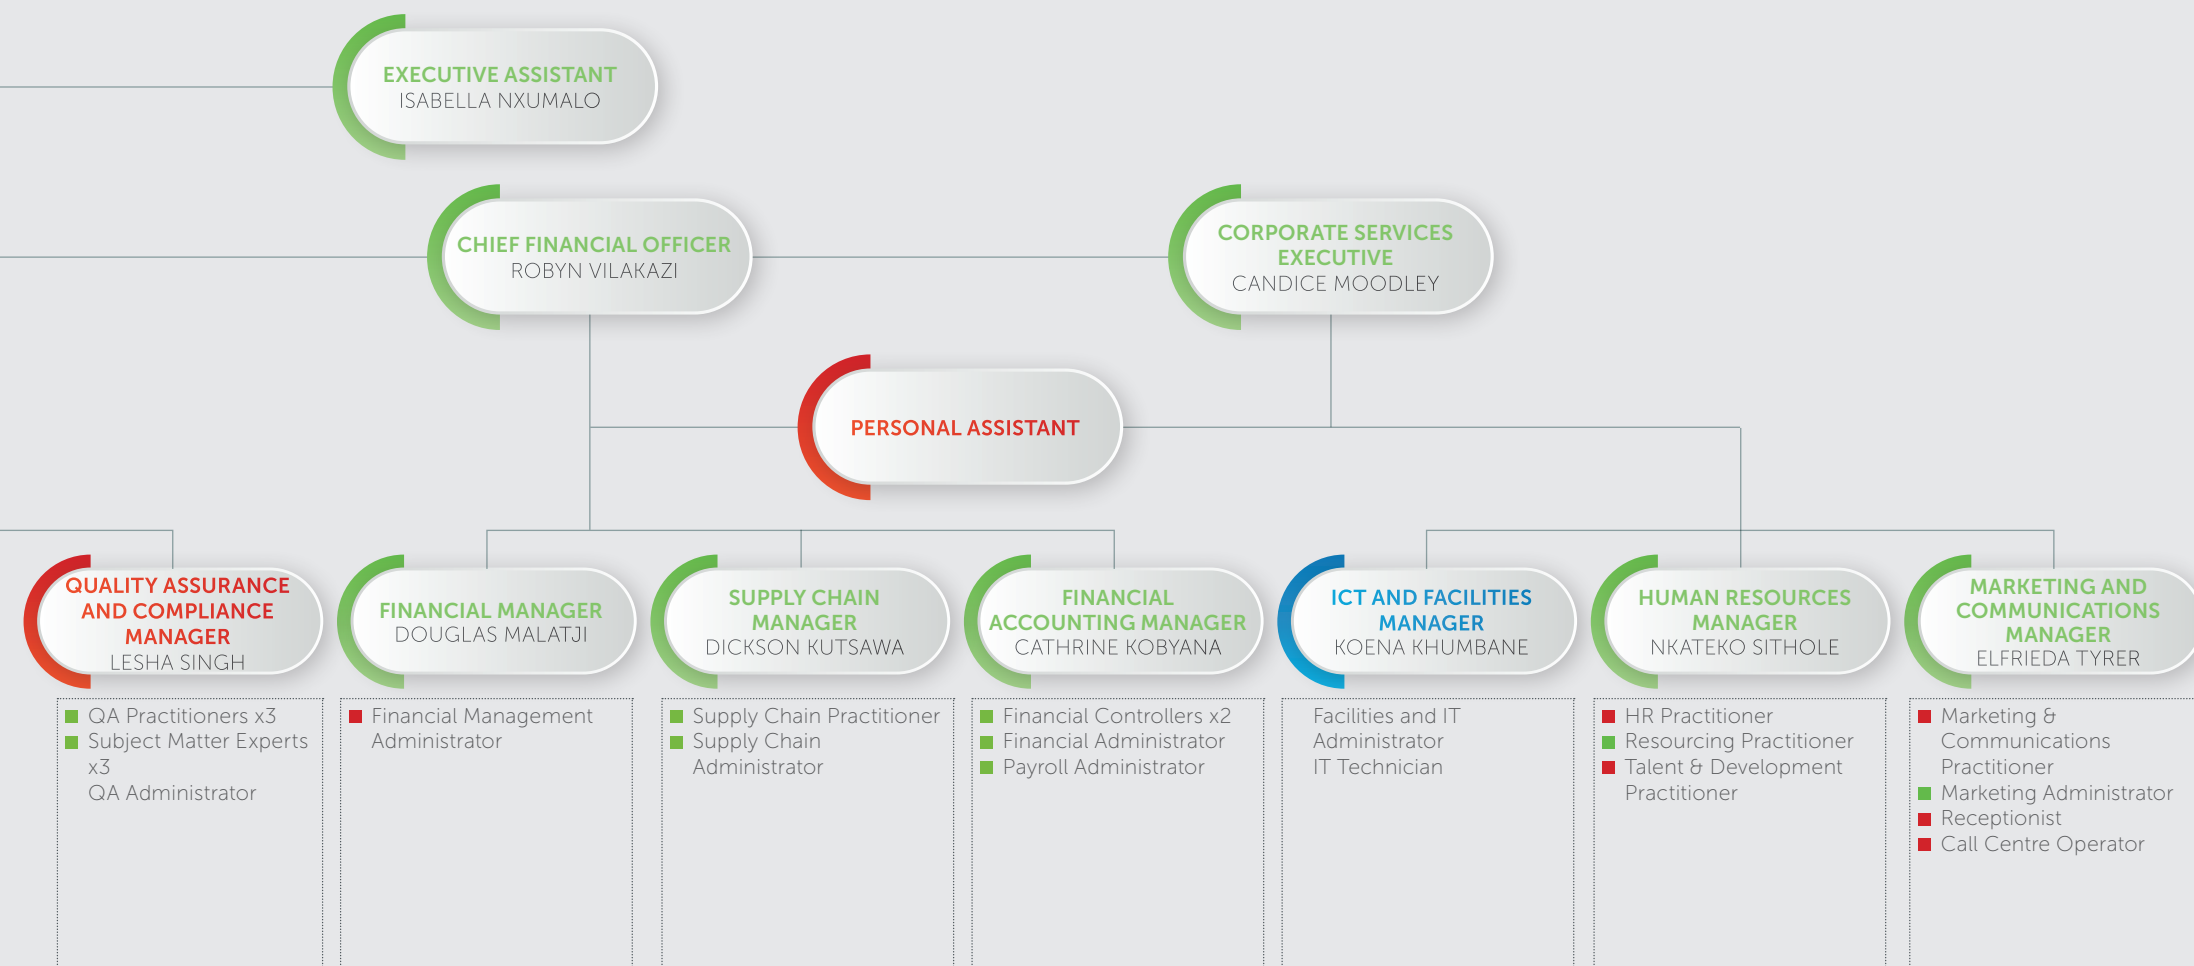 EXECUTIVE ASSISTANT
ISABELLA NXUMALO
CHIEF FINANCIAL OFFICER
ROBYN VILAKAZI
CORPORATE SERVICES
EXECUTIVE
CANDICE MOODLEY
PERSONAL ASSISTANT
QUALITY ASSURANCE
AND COMPLIANCE
MANAGER
LESHA SINGH
FINANCIAL MANAGER
DOUGLAS MALATJI
SUPPLY CHAIN
MANAGER
DICKSON KUTSAWA
FINANCIAL
ACCOUNTING MANAGER
CATHRINE KOBYANA
ICT AND FACILITIES
MANAGER
KOENA KHUMBANE
HUMAN RESOURCES
MANAGER
NKATEKO SITHOLE
MARKETING AND
COMMUNICATIONS
MANAGER
ELFRIEDA TYRER
QA Practitioners x3
Subject Matter Experts
x3
QA Administrator
Financial Management
Administrator
Supply Chain Practitioner
Supply Chain
Administrator
Financial Controllers x2
Financial Administrator
Payroll Administrator
Facilities and IT
Administrator
IT Technician
HR Practitioner
Resourcing Practitioner
Talent & Development
Practitioner
Marketing &
Communications
Practitioner
Marketing Administrator
Receptionist
Call Centre Operator